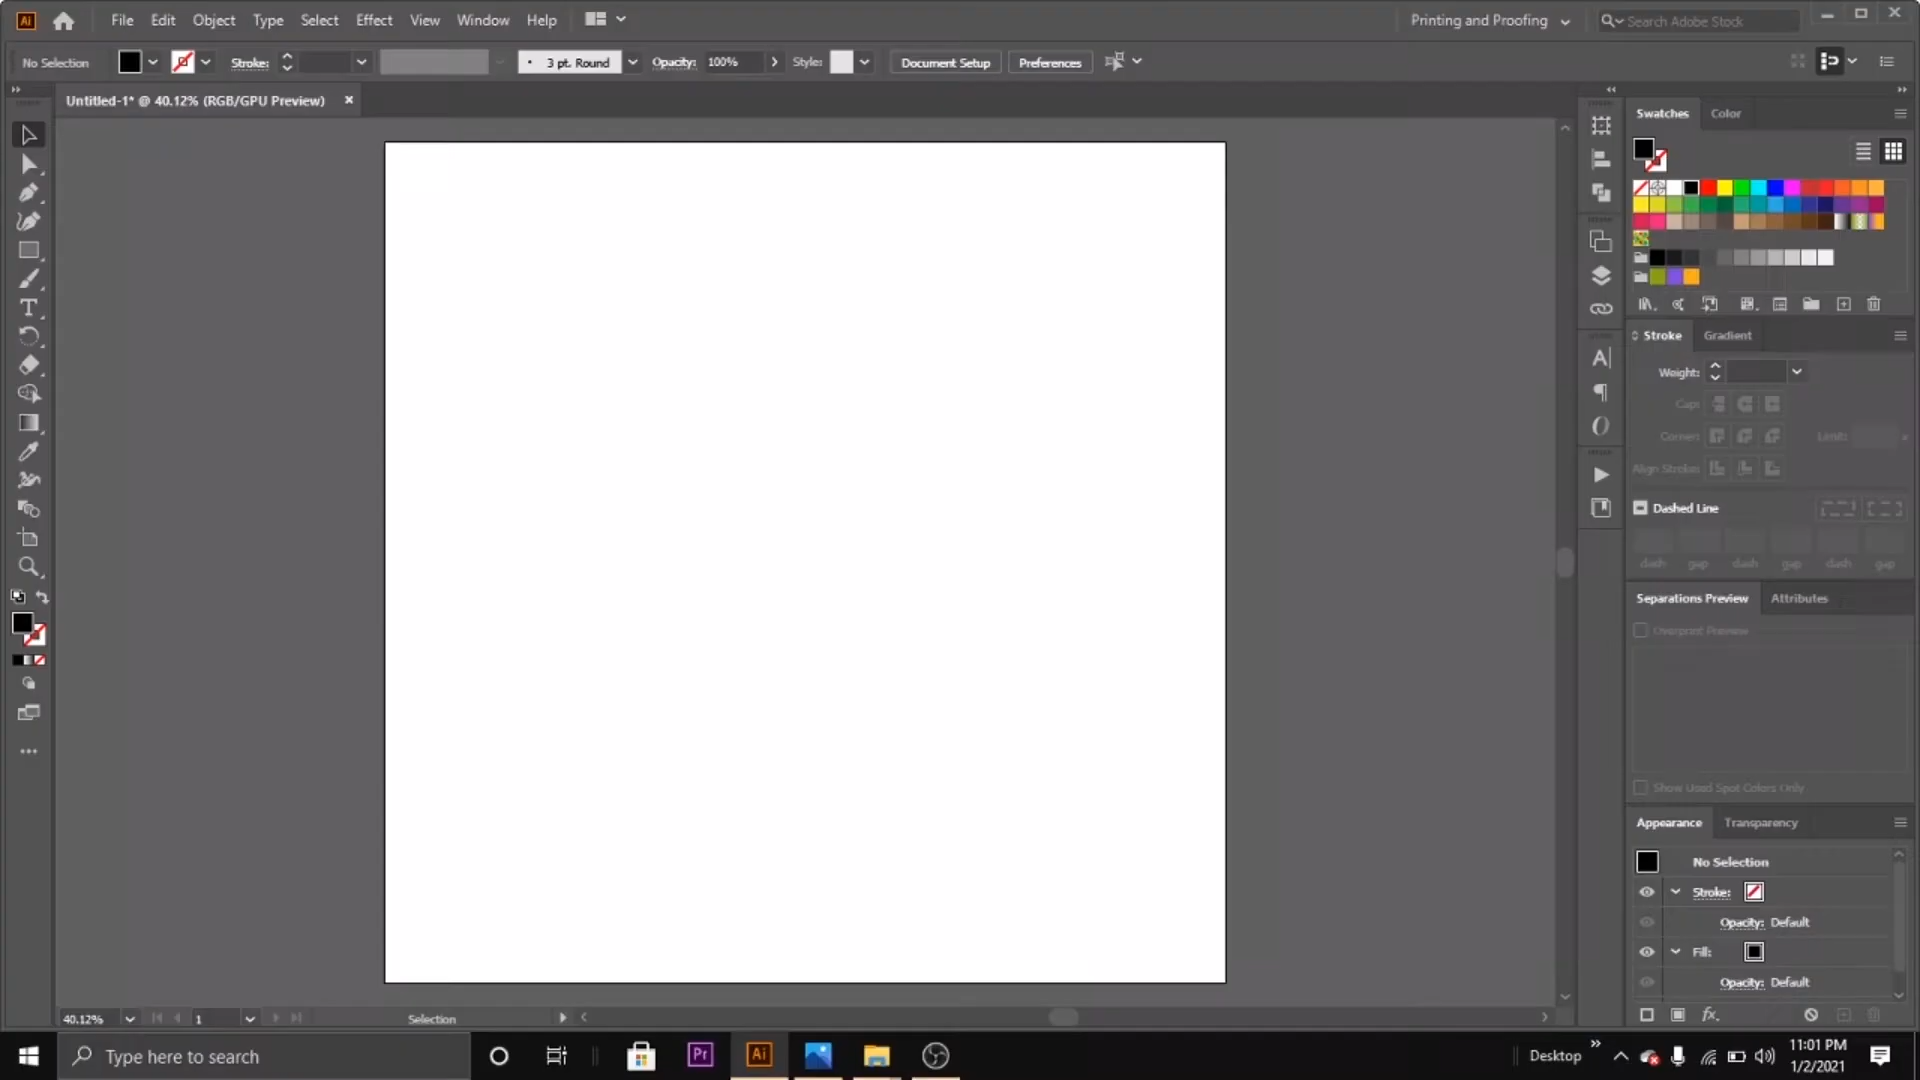 Ai File Edit Object Type Select Effect View Window Help Printing and Proofing Search Adobe Stock
No Selection Stroke: 3 pt. Round Opacity: 100% Style: Document Setup Preferences
Untitled-1* @ 40.12% (RGB/GPU Preview) ×
Swatches Color
Stroke Gradient
Weight:
Cap:
Corner: Limit:
Align Stroke:
Dashed Line
dash gap dash gap dash gap
Separations Preview Attributes
Overprint Preview
Show Used Spot Colors Only
Appearance Transparency
No Selection
Stroke:
Opacity: Default
Fill:
Opacity: Default
fx.
40.12% 1 Selection
Type here to search Pr Ai Desktop 11:01 PM
1/2/2021